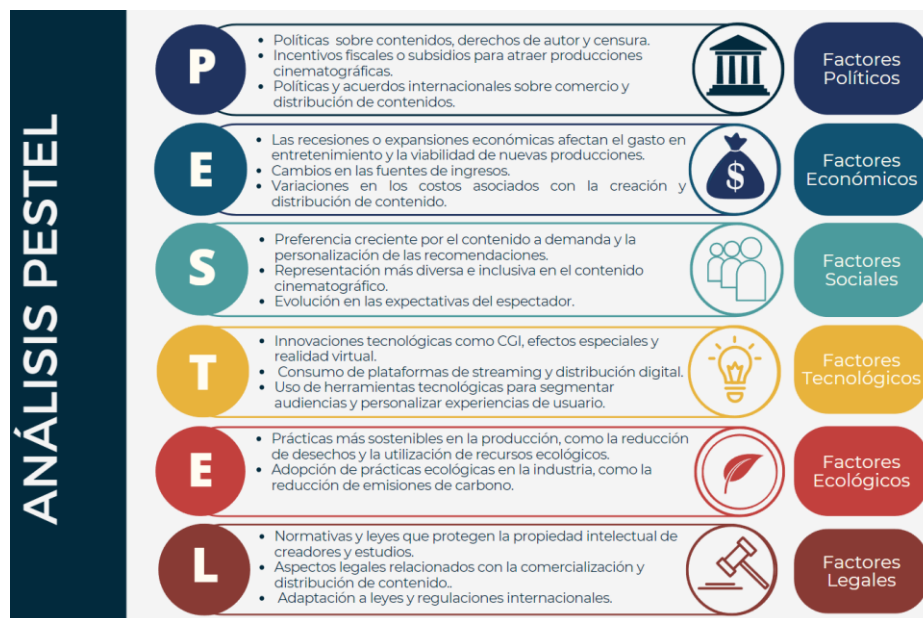 ANÁLISIS PESTEL
P
• Políticas sobre contenidos, derechos de autor y censura.
• Incentivos fiscales o subsidios para atraer producciones
cinematográficas.
• Políticas y acuerdos internacionales sobre comercio y
distribución de contenidos.
Factores
Políticos
E
• Las recesiones o expansiones económicas afectan el gasto en
entretenimiento y la viabilidad de nuevas producciones.
• Cambios en las fuentes de ingresos.
• Variaciones en los costos asociados con la creación y
distribución de contenido.
$
Factores
Económicos
S
• Preferencia creciente por el contenido a demanda y la
personalización de las recomendaciones.
• Representación más diversa e inclusiva en el contenido
cinematográfico.
• Evolución en las expectativas del espectador.
Factores
Sociales
T
• Innovaciones tecnológicas como CGI, efectos especiales y
realidad virtual.
• Consumo de plataformas de streaming y distribución digital.
• Uso de herramientas tecnológicas para segmentar
audiencias y personalizar experiencias de usuario.
Factores
Tecnológicos
E
• Prácticas más sostenibles en la producción, como la reducción
de desechos y la utilización de recursos ecológicos.
• Adopción de prácticas ecológicas en la industria, como la
reducción de emisiones de carbono.
Factores
Ecológicos
L
• Normativas y leyes que protegen la propiedad intelectual de
creadores y estudios.
• Aspectos legales relacionados con la comercialización y
distribución de contenido..
• Adaptación a leyes y regulaciones internacionales.
Factores
Legales